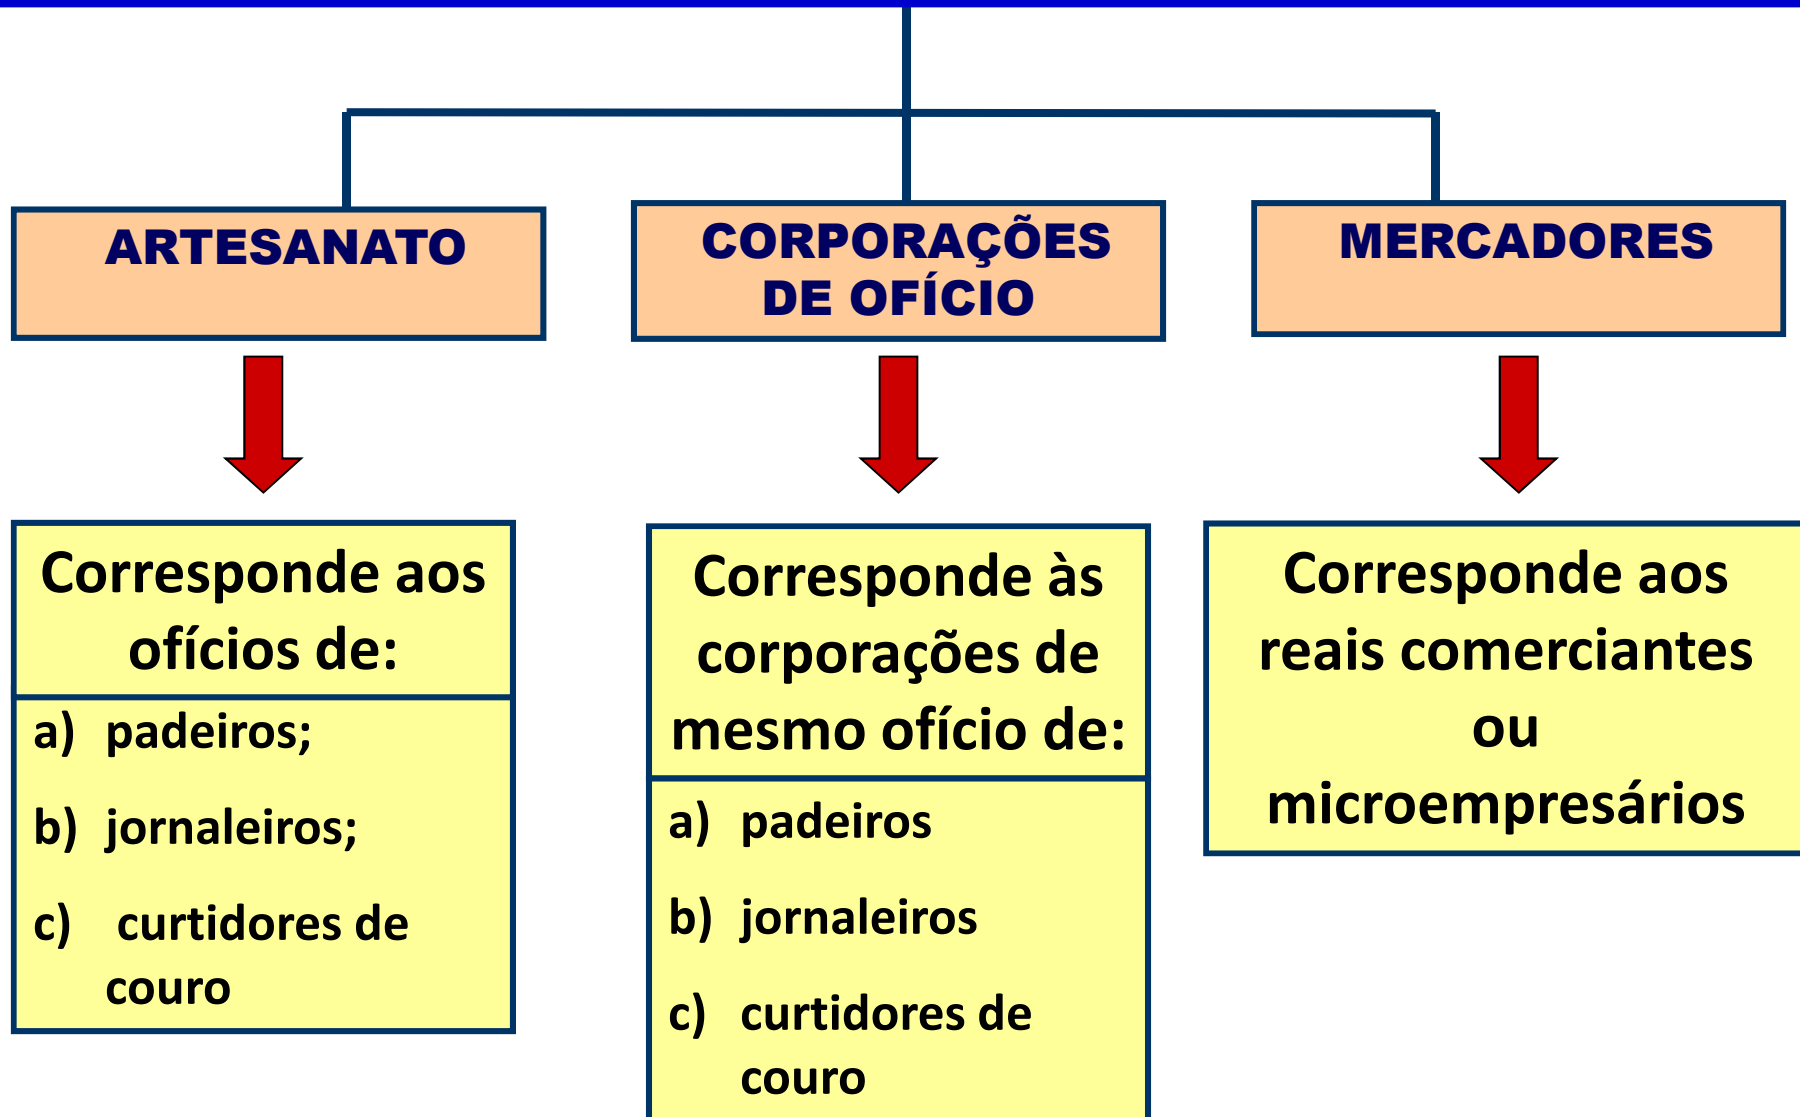 ARTESANATO
CORPORAÇÕES
DE OFÍCIO
MERCADORES
Corresponde aos
ofícios de:
a) padeiros;
b) jornaleiros;
c) curtidores de
couro
Corresponde às
corporações de
mesmo ofício de:
a) padeiros
b) jornaleiros
c) curtidores de
couro
Corresponde aos
reais comerciantes
ou
microempresários